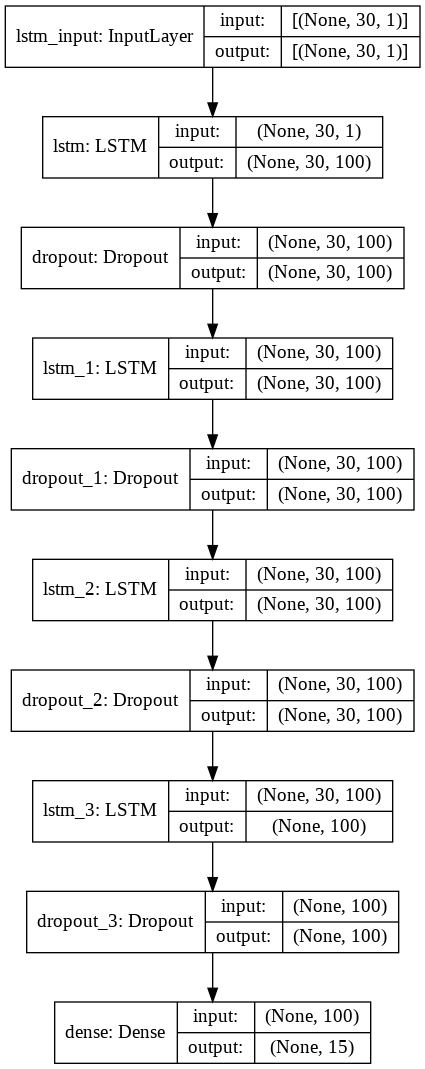 lstm_input: InputLayer
input: [(None, 30, 1)]
output: [(None, 30, 1)]
lstm: LSTM
input: (None, 30, 1)
output: (None, 30, 100)
dropout: Dropout
input: (None, 30, 100)
output: (None, 30, 100)
lstm_1: LSTM
input: (None, 30, 100)
output: (None, 30, 100)
dropout_1: Dropout
input: (None, 30, 100)
output: (None, 30, 100)
lstm_2: LSTM
input: (None, 30, 100)
output: (None, 30, 100)
dropout_2: Dropout
input: (None, 30, 100)
output: (None, 30, 100)
lstm_3: LSTM
input: (None, 30, 100)
output: (None, 100)
dropout_3: Dropout
input: (None, 100)
output: (None, 100)
dense: Dense
input: (None, 100)
output: (None, 15)